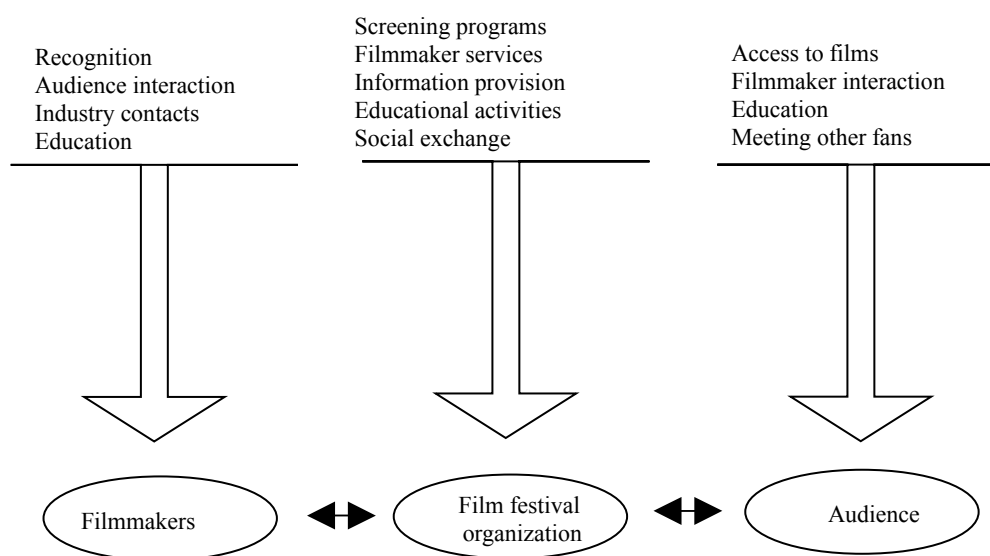 Recognition
Audience interaction
Industry contacts
Education
Screening programs
Filmmaker services
Information provision
Educational activities
Social exchange
Access to films
Filmmaker interaction
Education
Meeting other fans
Filmmakers
Film festival
organization
Audience